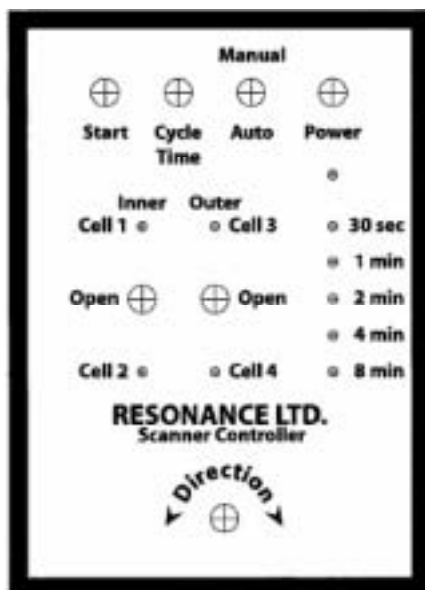 Manual
Start Cycle Time Auto Power
Inner Outer
Cell 1 Cell 3 30 sec
1 min
Open Open 2 min
4 min
Cell 2 Cell 4 8 min
RESONANCE LTD.
Scanner Controller
Direction